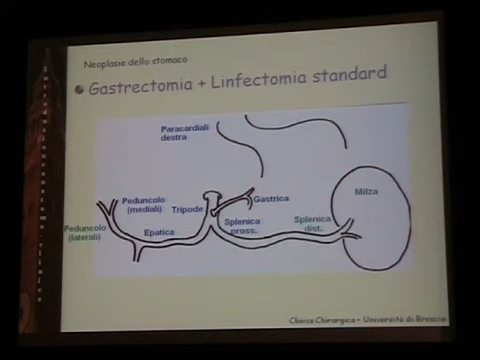 Neoplasie dello stomaco
Gastrectomia + Linfectomia standard
Paracardiali
destra
Peduncolo
(mediali)
Tripode
Gastrica
Milza
Peduncolo
(laterali)
Epatica
Splenica
pross.
Splenica
dist.
Clinica Chirurgica – Università di Brescia